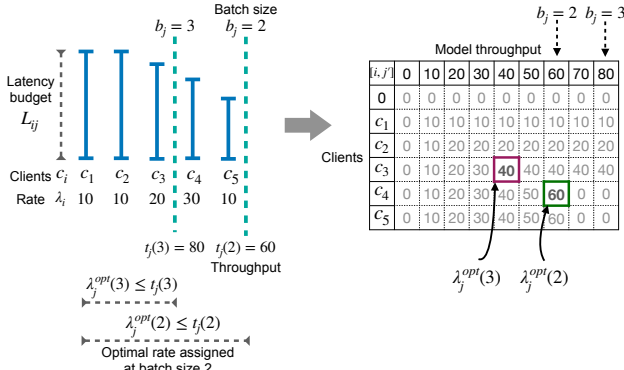 Batch size
b_j = 3    b_j = 2
Latency
budget
L_ij
Clients c_i c_1 c_2 c_3 c_4 c_5
Rate λ_i 10 10 20 30 10
t_j(3) = 80    t_j(2) = 60
Throughput
λ_j^opt(3) ≤ t_j(3)
λ_j^opt(2) ≤ t_j(2)
Optimal rate assigned
at batch size 2
b_j = 2    b_j = 3
Model throughput
[i, j'] 0 10 20 30 40 50 60 70 80
0 0 0 0 0 0 0 0 0 0
c_1 0 10 10 10 10 10 10 10 10
c_2 0 10 20 20 20 20 20 20 20
Clients
c_3 0 10 20 30 40 40 40 40 40
c_4 0 10 20 30 40 50 60 0 0
c_5 0 10 20 30 40 50 60 0 0
λ_j^opt(3)    λ_j^opt(2)